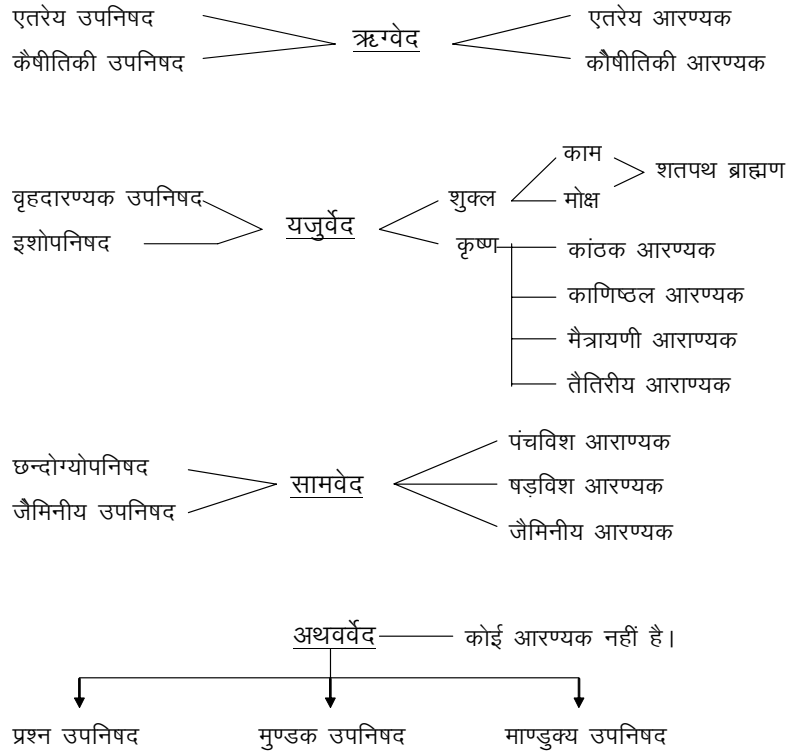 एतरेय उपनिषद ऋग्वेद एतरेय आरण्यक
कैषीतिकी उपनिषद कौषीतिकी आरण्यक
काम
शतपथ ब्राह्मण
वृहदारण्यक उपनिषद शुक्ल मोक्ष
यजुर्वेद
इशोपनिषद कृष्ण कांठक आरण्यक
काणिष्ठल आरण्यक
मैत्रायणी आराण्यक
तैतिरीय आराण्यक
पंचविश आराण्यक
छन्दोग्योपनिषद
सामवेद षड़विश आरण्यक
जैमिनीय उपनिषद
जैमिनीय आरण्यक
अथवर्वेद कोई आरण्यक नहीं है।
प्रश्न उपनिषद मुण्डक उपनिषद माण्डुक्य उपनिषद